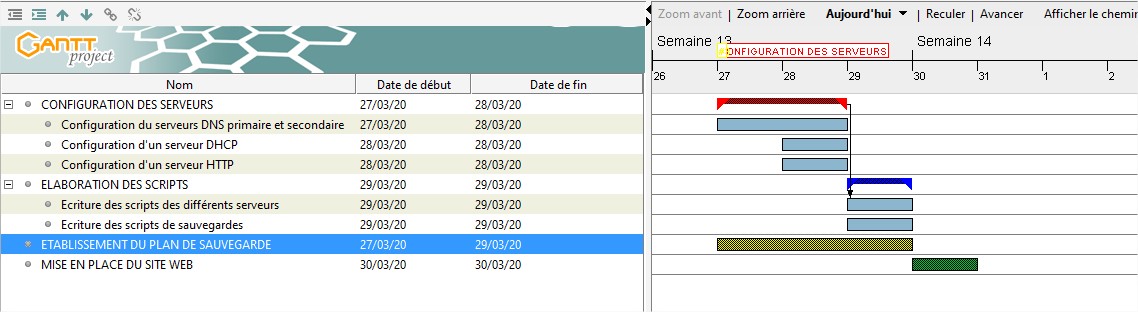 Zoom avant | Zoom arrière Aujourd'hui | Reculer | Avancer Afficher le chemin
GANTT project
Semaine 13 Semaine 14
CONFIGURATION DES SERVEURS
26 27 28 29 30 31 1 2
Nom Date de début Date de fin
CONFIGURATION DES SERVEURS 27/03/20 28/03/20
Configuration du serveurs DNS primaire et secondaire 27/03/20 28/03/20
Configuration d'un serveur DHCP 28/03/20 28/03/20
Configuration d'un serveur HTTP 28/03/20 28/03/20
ELABORATION DES SCRIPTS 29/03/20 29/03/20
Ecriture des scripts des différents serveurs 29/03/20 29/03/20
Ecriture des scripts de sauvegardes 29/03/20 29/03/20
ETABLISSEMENT DU PLAN DE SAUVEGARDE 27/03/20 29/03/20
MISE EN PLACE DU SITE WEB 30/03/20 30/03/20